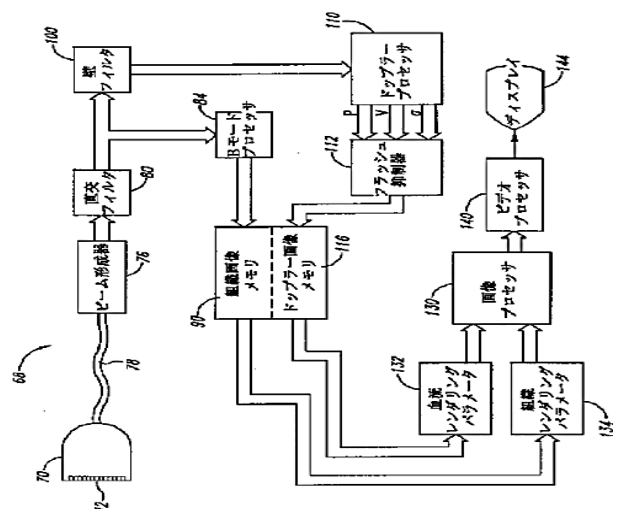 68
70
72
78
ビーム形成器
76
直交
フィルタ
80
壁
フィルタ
100
Bモード
プロセッサ
84
ドップラー
プロセッサ
110
p
v
σ
フラッシュ
抑制器
112
組織画像
メモリ
90
ドップラー画像
メモリ
116
血流
レンダリング
パラメータ
132
組織
レンダリング
パラメータ
134
画像
プロセッサ
130
ビデオ
プロセッサ
140
ディスプレイ
144